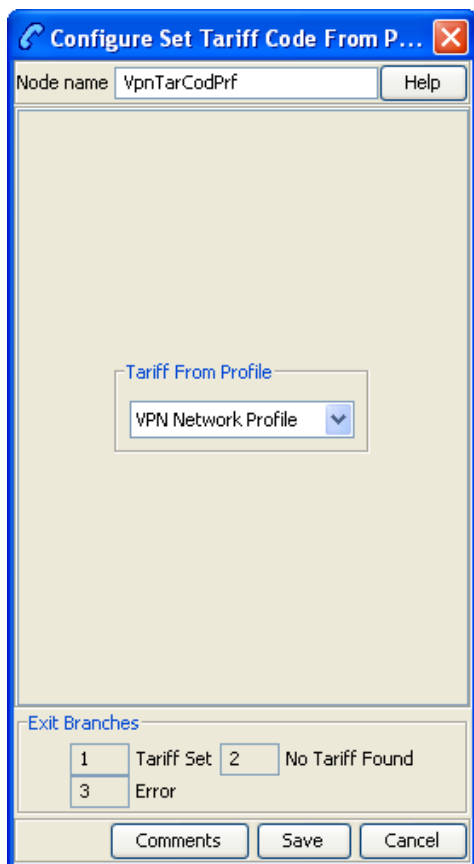 Configure Set Tariff Code From P...
Node name VpnTarCodPrf Help
Tariff From Profile
VPN Network Profile
Exit Branches
1 Tariff Set 2 No Tariff Found
3 Error
Comments Save Cancel